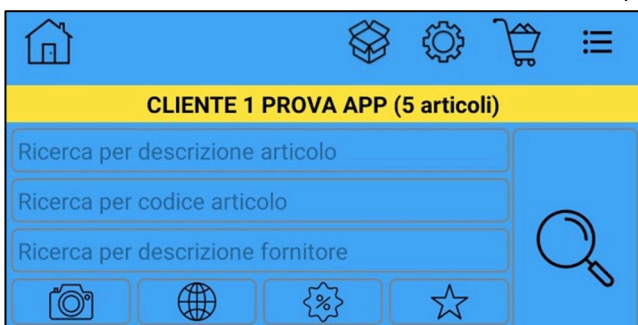 CLIENTE 1 PROVA APP (5 articoli)
Ricerca per descrizione articolo
Ricerca per codice articolo
Ricerca per descrizione fornitore
%